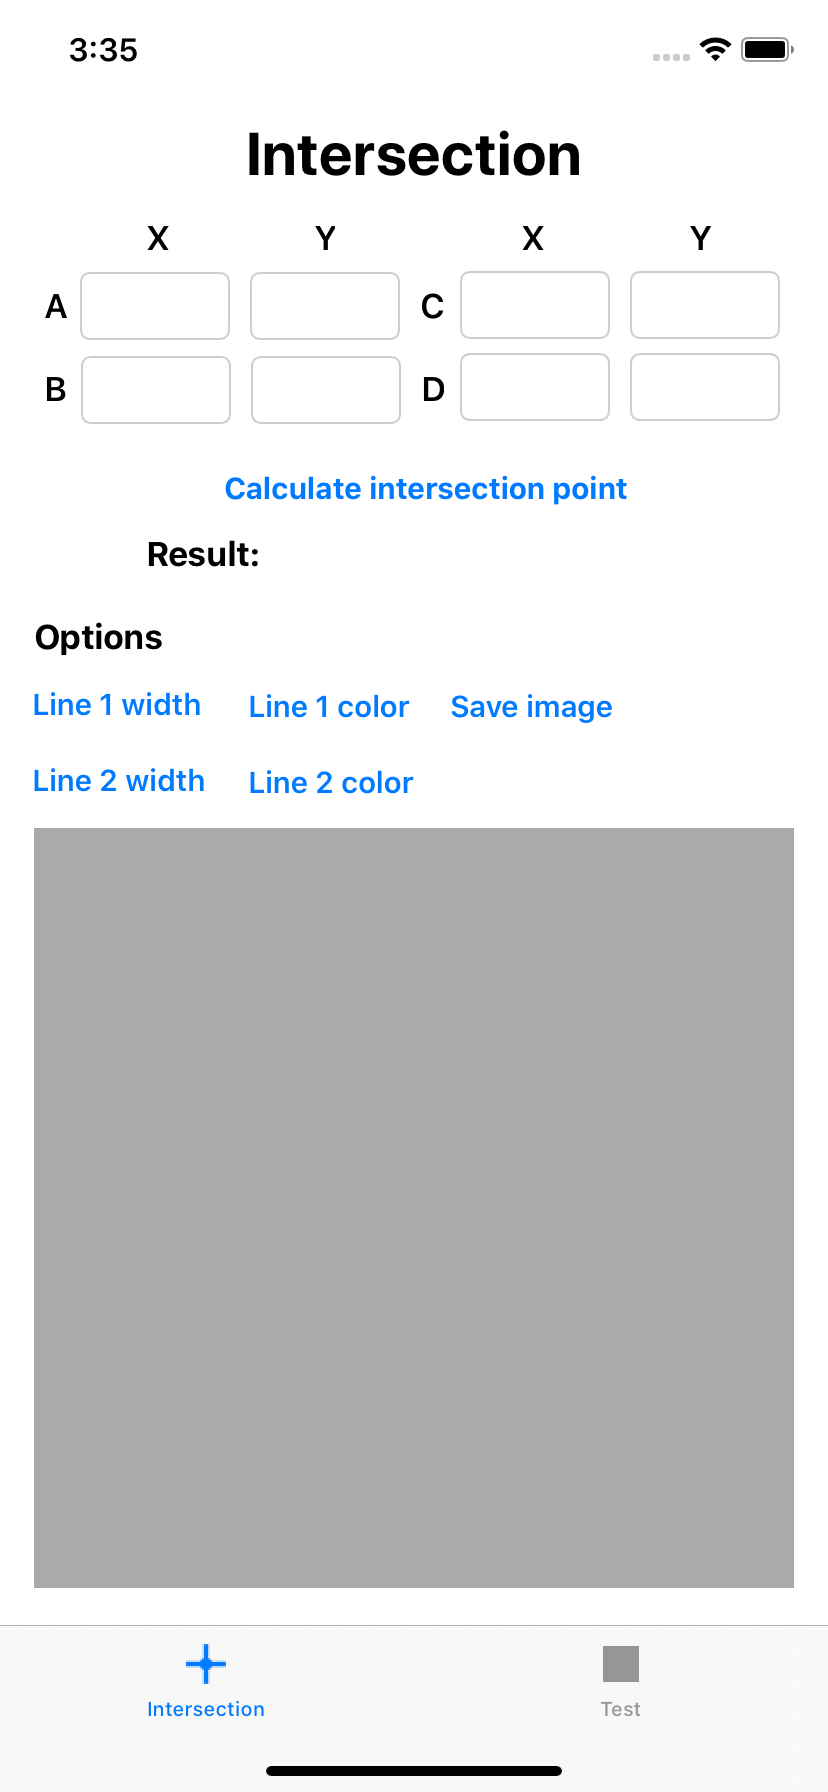 3:35
Intersection
X Y X Y
A C
B D
Calculate intersection point
Result:
Options
Line 1 width Line 1 color Save image
Line 2 width Line 2 color
Intersection Test